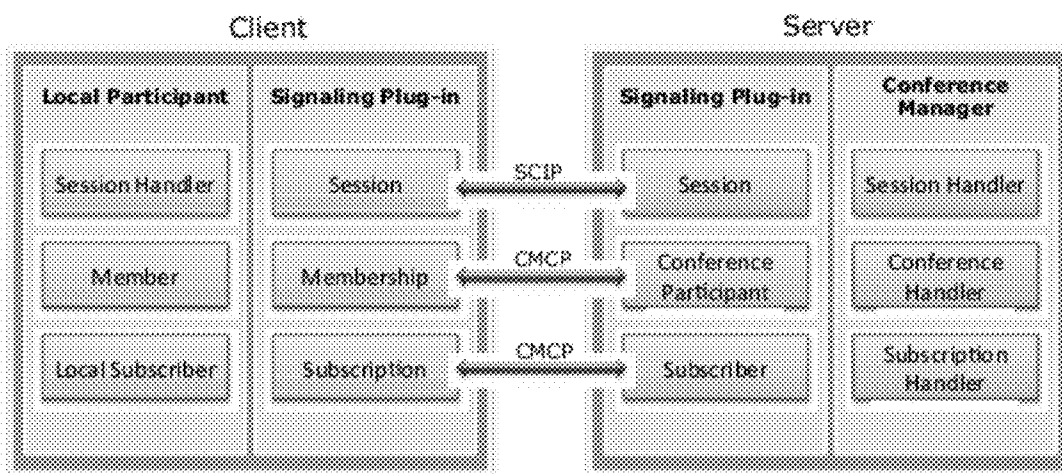 Client
Server
Local Participant
Signaling Plug-in
Signaling Plug-in
Conference
Manager
Session Handler
Session
SCIP
Session
Session Handler
Member
Membership
CMCP
Conference
Participant
Conference
Handler
Local Subscriber
Subscription
CMCP
Subscriber
Subscription
Handler